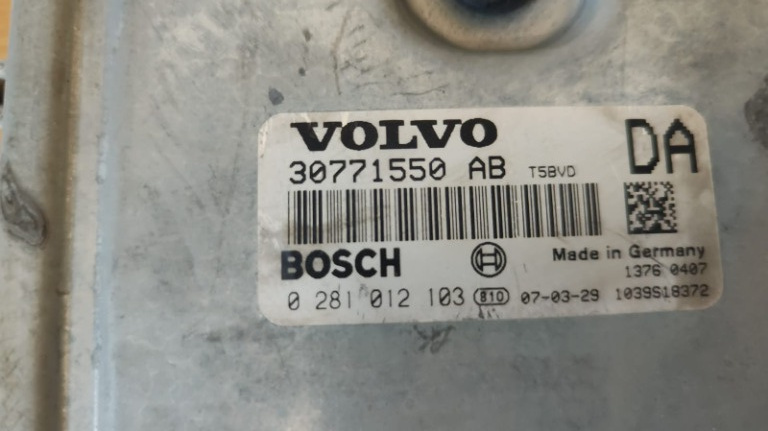 VOLVO
30771550 AB T5BVD DA
BOSCH
Made in Germany
1376 0407
0 281 012 103 810 07-03-29 1039S18372